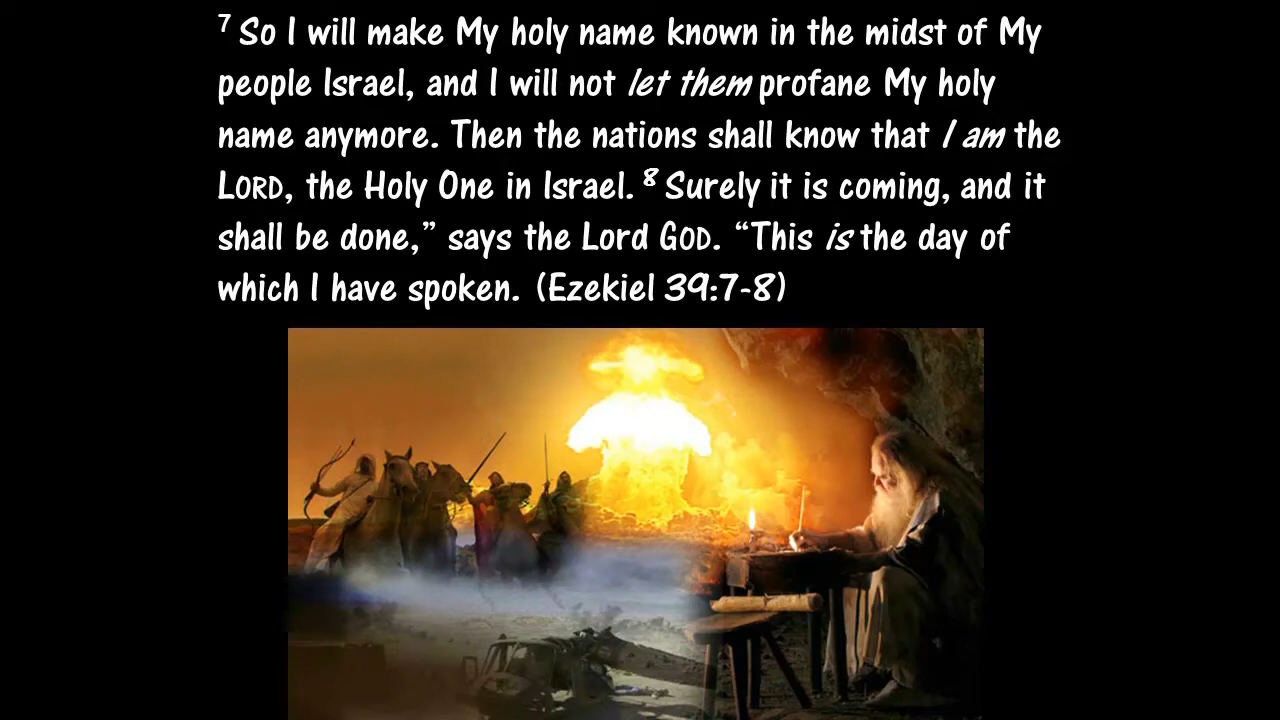 7 So I will make My holy name known in the midst of My
people Israel, and I will not let them profane My holy
name anymore. Then the nations shall know that I am the
LORD, the Holy One in Israel. 8 Surely it is coming, and it
shall be done,” says the Lord GOD. “This is the day of
which I have spoken. (Ezekiel 39:7-8)